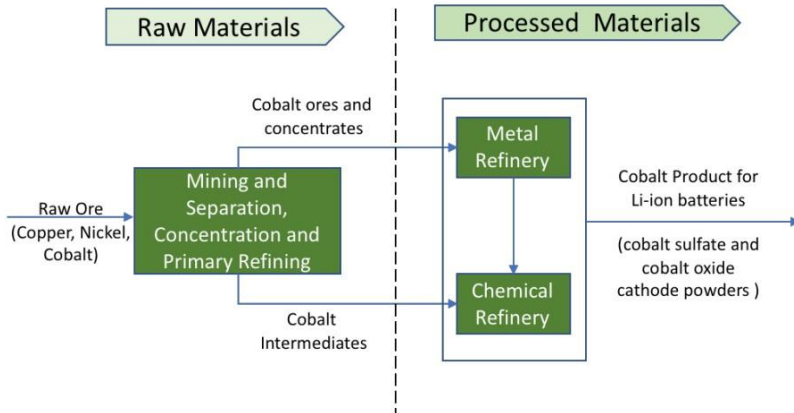 Raw Materials
Processed Materials
Cobalt ores and
concentrates
Metal
Refinery
Mining and
Separation,
Concentration and
Primary Refining
Raw Ore
(Copper, Nickel,
Cobalt)
Cobalt Product for
Li-ion batteries
(cobalt sulfate and
cobalt oxide
cathode powders )
Chemical
Refinery
Cobalt
Intermediates